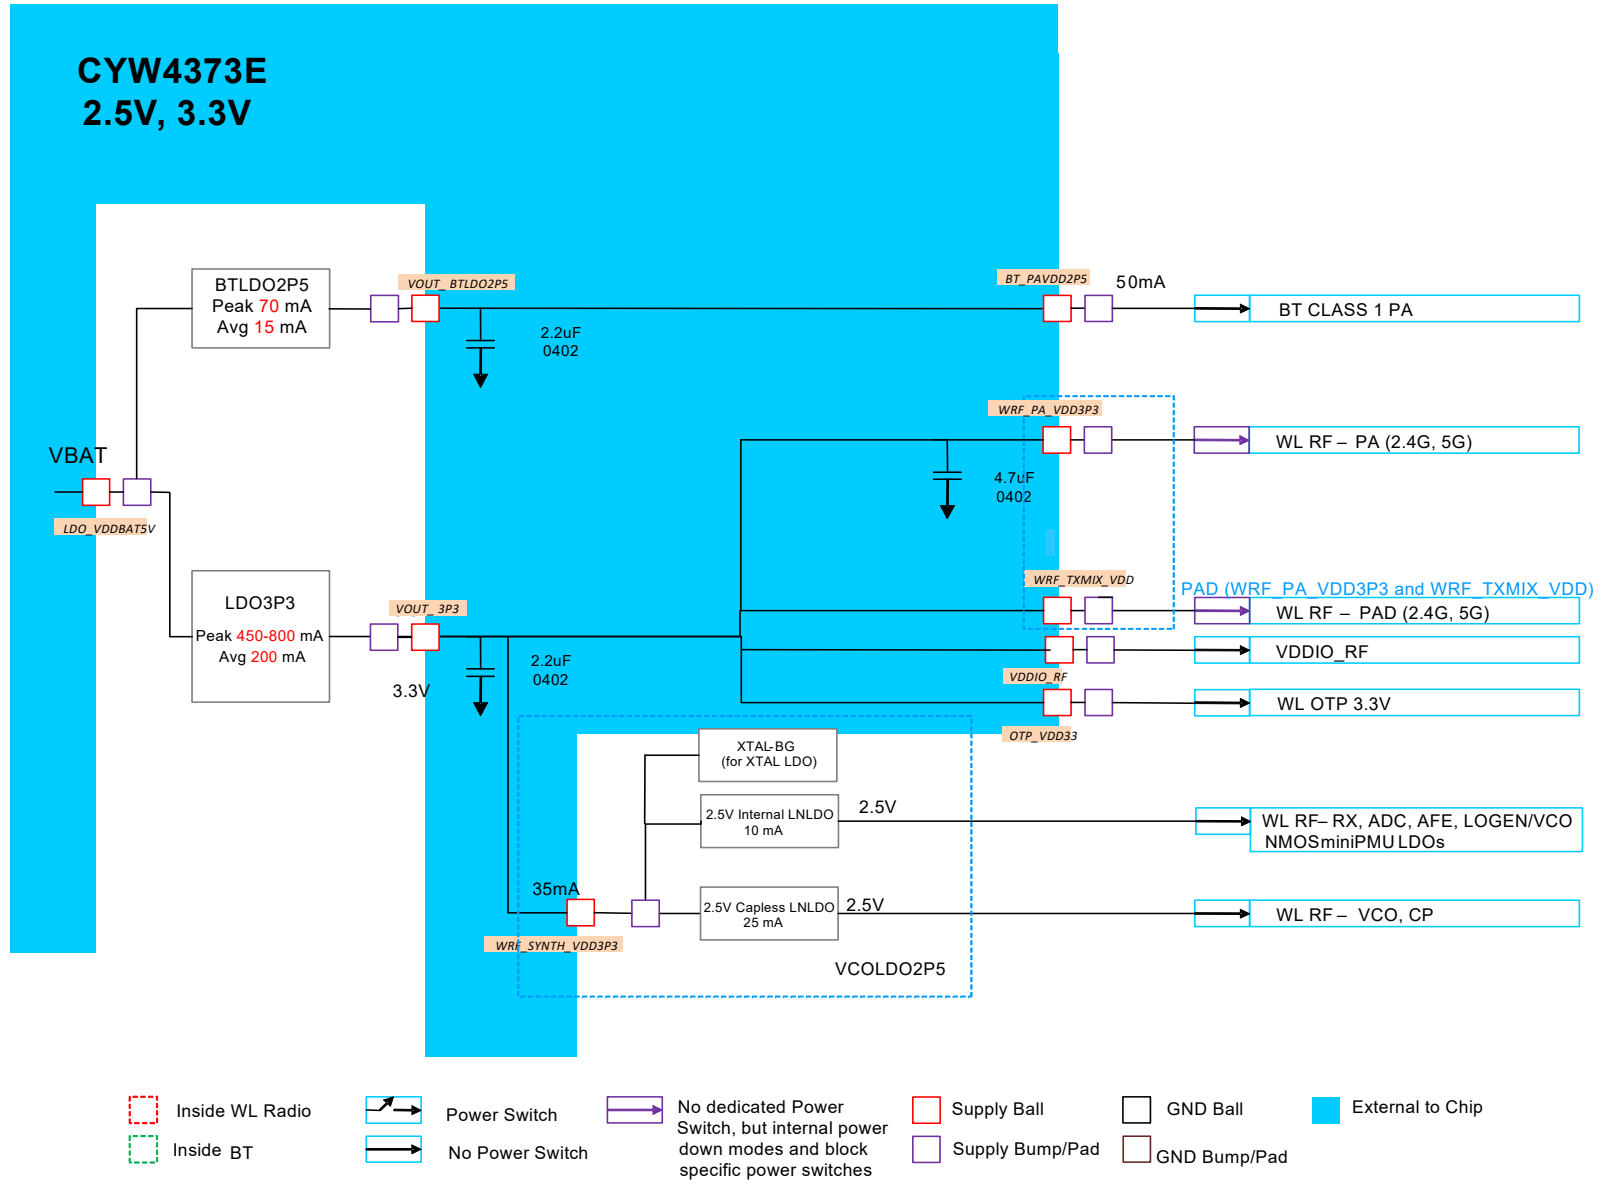 CYW4373E
2.5V, 3.3V
BTLDO2P5
Peak 70 mA
Avg 15 mA
VOUT_ BTLDO2P5
2.2uF
0402
BT_PAVDD2P5
50mA
BT CLASS 1 PA
WRF_PA_VDD3P3
4.7uF
0402
WL RF – PA (2.4G, 5G)
VBAT
LDO_VDDBAT5V
WRF_TXMIX_VDD
PAD (WRF_PA_VDD3P3 and WRF_TXMIX_VDD)
WL RF – PAD (2.4G, 5G)
LDO3P3
Peak 450-800 mA
Avg 200 mA
VOUT_3P3
3.3V
2.2uF
0402
VDDIO_RF
VDDIO_RF
WL OTP 3.3V
OTP_VDD33
XTAL-BG
(for XTAL LDO)
2.5V Internal LNLDO
10 mA
2.5V
WL RF– RX, ADC, AFE, LOGEN/VCO
NMOSminiPMU LDOs
35mA
WRF_SYNTH_VDD3P3
2.5V Capless LNLDO
25 mA
2.5V
WL RF – VCO, CP
VCOLDO2P5
Inside WL Radio
Inside BT
Power Switch
No Power Switch
No dedicated Power
Switch, but internal power
down modes and block
specific power switches
Supply Ball
Supply Bump/Pad
GND Ball
GND Bump/Pad
External to Chip